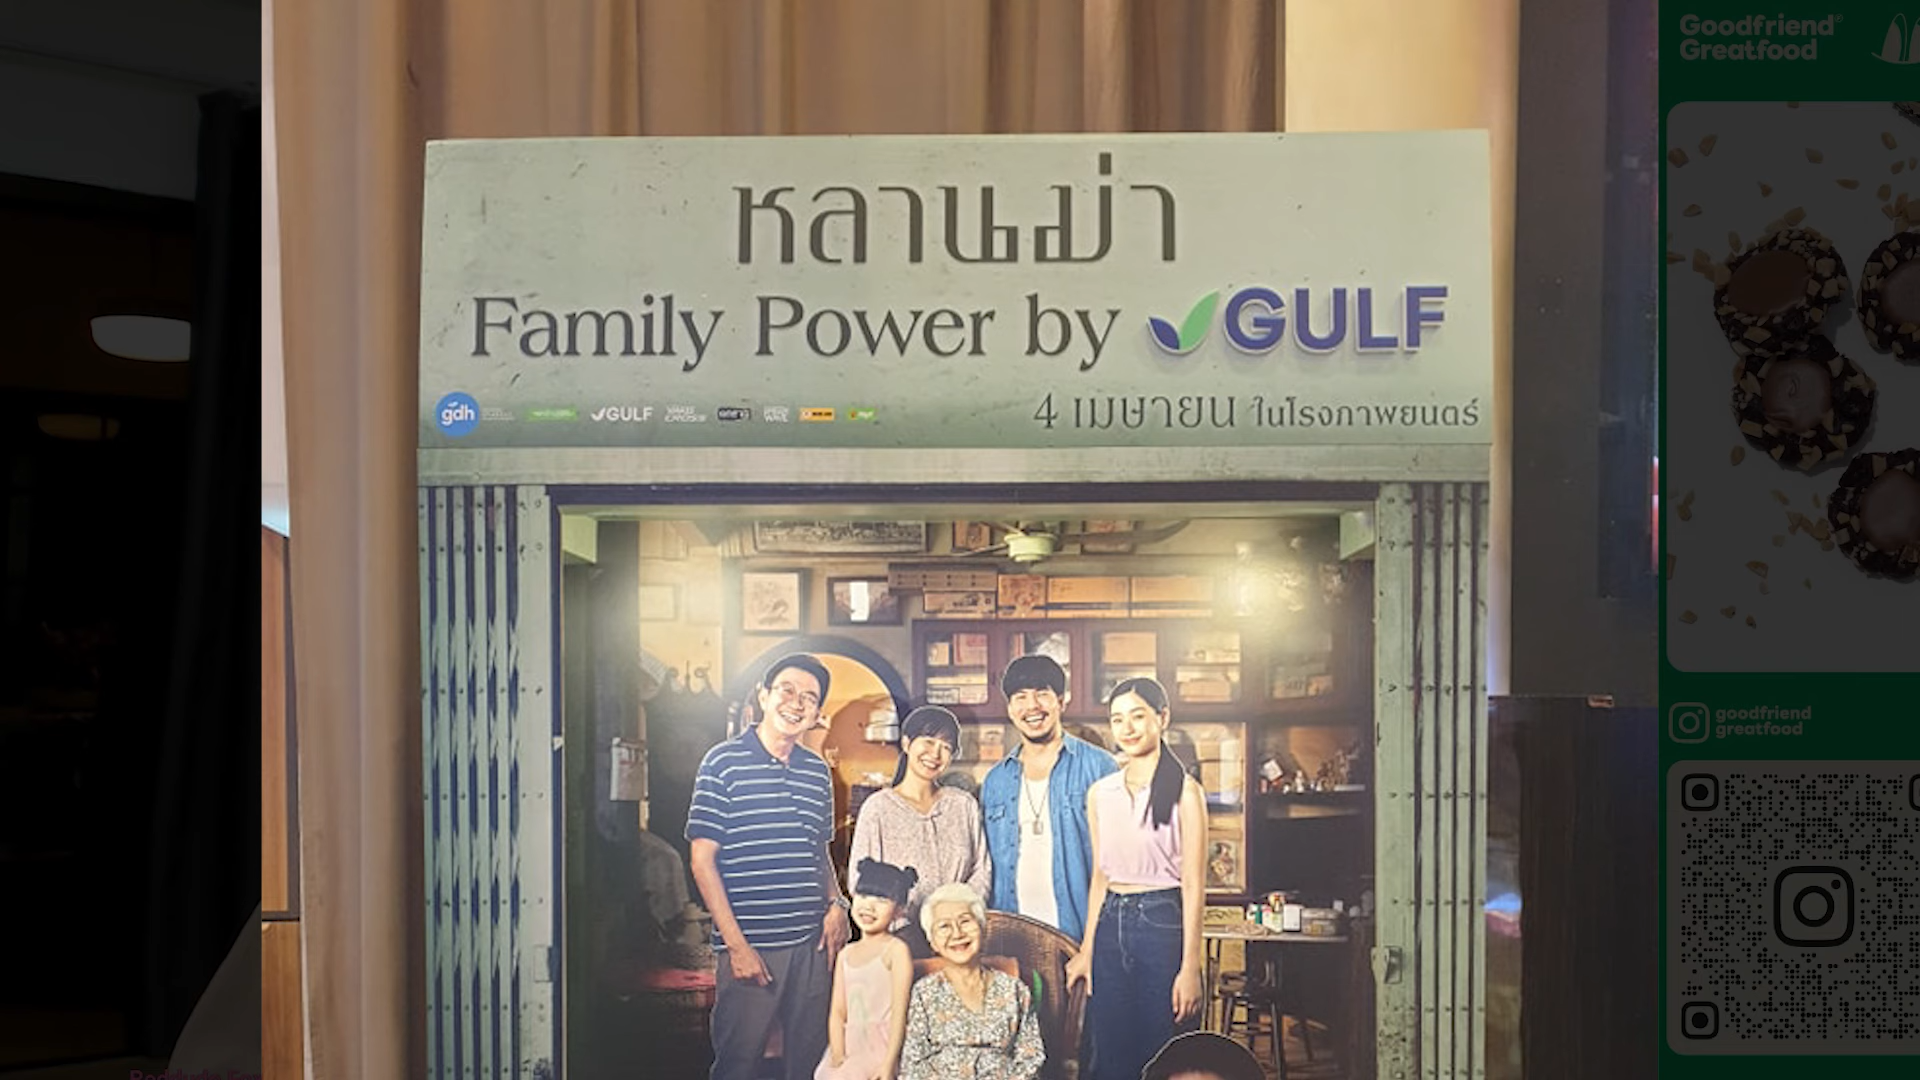 หลานม่า
Family Power by GULF
gdh
GULF
4 เมษายน ในโรงภาพยนตร์
Goodfriend®
Greatfood
goodfriend
greatfood